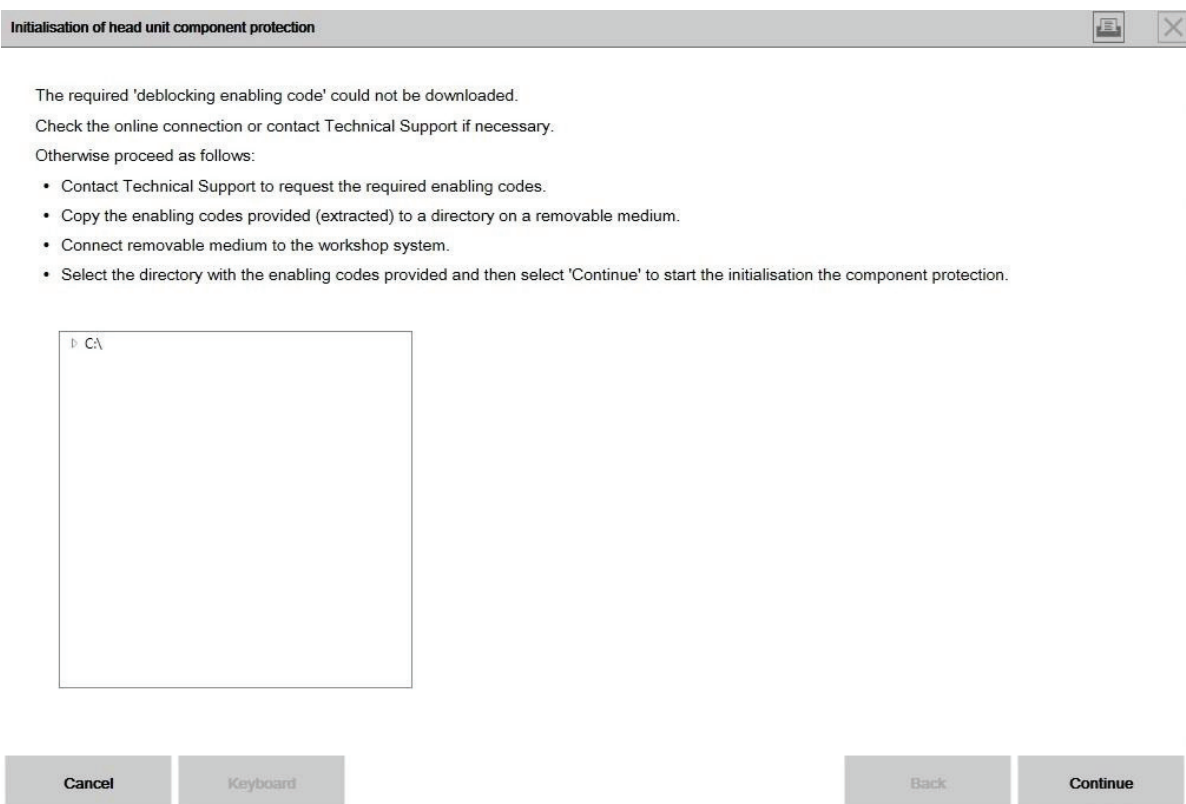 Initialisation of head unit component protection
The required 'deblocking enabling code' could not be downloaded.
Check the online connection or contact Technical Support if necessary.
Otherwise proceed as follows:
• Contact Technical Support to request the required enabling codes.
• Copy the enabling codes provided (extracted) to a directory on a removable medium.
• Connect removable medium to the workshop system.
• Select the directory with the enabling codes provided and then select 'Continue' to start the initialisation the component protection.
C:\
Cancel Keyboard Back Continue